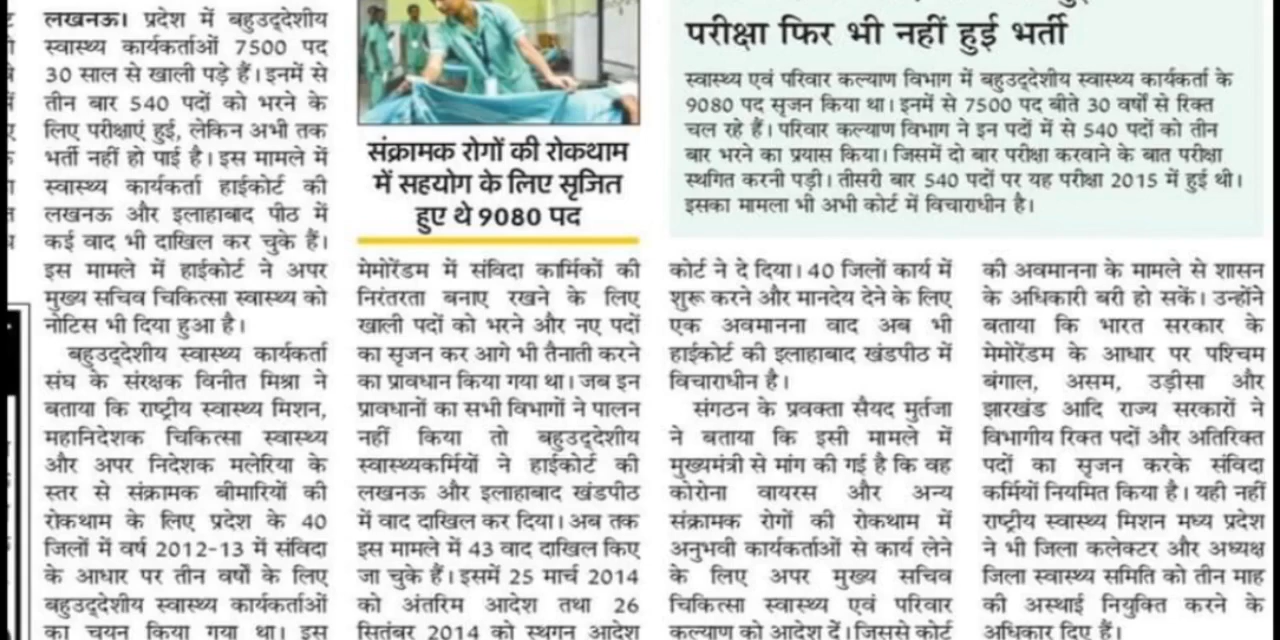 लखनऊ। प्रदेश में बहुउद्देशीय
स्वास्थ्य कार्यकर्ताओं 7500 पद
30 साल से खाली पड़े हैं। इनमें से
तीन बार 540 पदों को भरने के
लिए परीक्षाएं हुई, लेकिन अभी तक
भर्ती नहीं हो पाई है। इस मामले में
स्वास्थ्य कार्यकर्ता हाईकोर्ट की
लखनऊ और इलाहाबाद पीठ में
कई वाद भी दाखिल कर चुके हैं।
इस मामले में हाईकोर्ट ने अपर
मुख्य सचिव चिकित्सा स्वास्थ्य को
नोटिस भी दिया हुआ है।
बहुउद्देशीय स्वास्थ्य कार्यकर्ता
संघ के संरक्षक विनीत मिश्रा ने
बताया कि राष्ट्रीय स्वास्थ्य मिशन,
महानिदेशक चिकित्सा स्वास्थ्य
और अपर निदेशक मलेरिया के
स्तर से संक्रामक बीमारियों की
रोकथाम के लिए प्रदेश के 40
जिलों में वर्ष 2012-13 में संविदा
के आधार पर तीन वर्षों के लिए
बहुउद्देशीय स्वास्थ्य कार्यकर्ताओं
का चयन किया गया था। इस
संक्रामक रोगों की रोकथाम
में सहयोग के लिए सृजित
हुए थे 9080 पद
मेमोरेंडम में संविदा कार्मिकों की
निरंतरता बनाए रखने के लिए
खाली पदों को भरने और नए पदों
का सृजन कर आगे भी तैनाती करने
का प्रावधान किया गया था। जब इन
प्रावधानों का सभी विभागों ने पालन
नहीं किया तो बहुउद्देशीय
स्वास्थ्यकर्मियों ने हाईकोर्ट की
लखनऊ और इलाहाबाद खंडपीठ
में वाद दाखिल कर दिया। अब तक
इस मामले में 43 वाद दाखिल किए
जा चुके हैं। इसमें 25 मार्च 2014
को अंतरिम आदेश तथा 26
सितंबर 2014 को स्थगन आदेश
परीक्षा फिर भी नहीं हुई भर्ती
स्वास्थ्य एवं परिवार कल्याण विभाग में बहुउद्देशीय स्वास्थ्य कार्यकर्ता के
9080 पद सृजन किया था। इनमें से 7500 पद बीते 30 वर्षों से रिक्त
चल रहे हैं। परिवार कल्याण विभाग ने इन पदों में से 540 पदों को तीन
बार भरने का प्रयास किया। जिसमें दो बार परीक्षा करवाने के बात परीक्षा
स्थगित करनी पड़ी। तीसरी बार 540 पदों पर यह परीक्षा 2015 में हुई थी।
इसका मामला भी अभी कोर्ट में विचाराधीन है।
कोर्ट ने दे दिया। 40 जिलों कार्य में
शुरू करने और मानदेय देने के लिए
एक अवमानना वाद अब भी
हाईकोर्ट की इलाहाबाद खंडपीठ में
विचाराधीन है।
संगठन के प्रवक्ता सैयद मुर्तजा
ने बताया कि इसी मामले में
मुख्यमंत्री से मांग की गई है कि वह
कोरोना वायरस और अन्य
संक्रामक रोगों की रोकथाम में
अनुभवी कार्यकर्ताओं से कार्य लेने
के लिए अपर मुख्य सचिव
चिकित्सा स्वास्थ्य एवं परिवार
कल्याण को आदेश दें। जिससे कोर्ट
की अवमानना के मामले से शासन
के अधिकारी बरी हो सकें। उन्होंने
बताया कि भारत सरकार के
मेमोरेंडम के आधार पर पश्चिम
बंगाल, असम, उड़ीसा और
झारखंड आदि राज्य सरकारों ने
विभागीय रिक्त पदों और अतिरिक्त
पदों का सृजन करके संविदा
कर्मियों नियमित किया है। यही नहीं
राष्ट्रीय स्वास्थ्य मिशन मध्य प्रदेश
ने भी जिला कलेक्टर और अध्यक्ष
जिला स्वास्थ्य समिति को तीन माह
की अस्थाई नियुक्ति करने के
अधिकार दिए हैं।